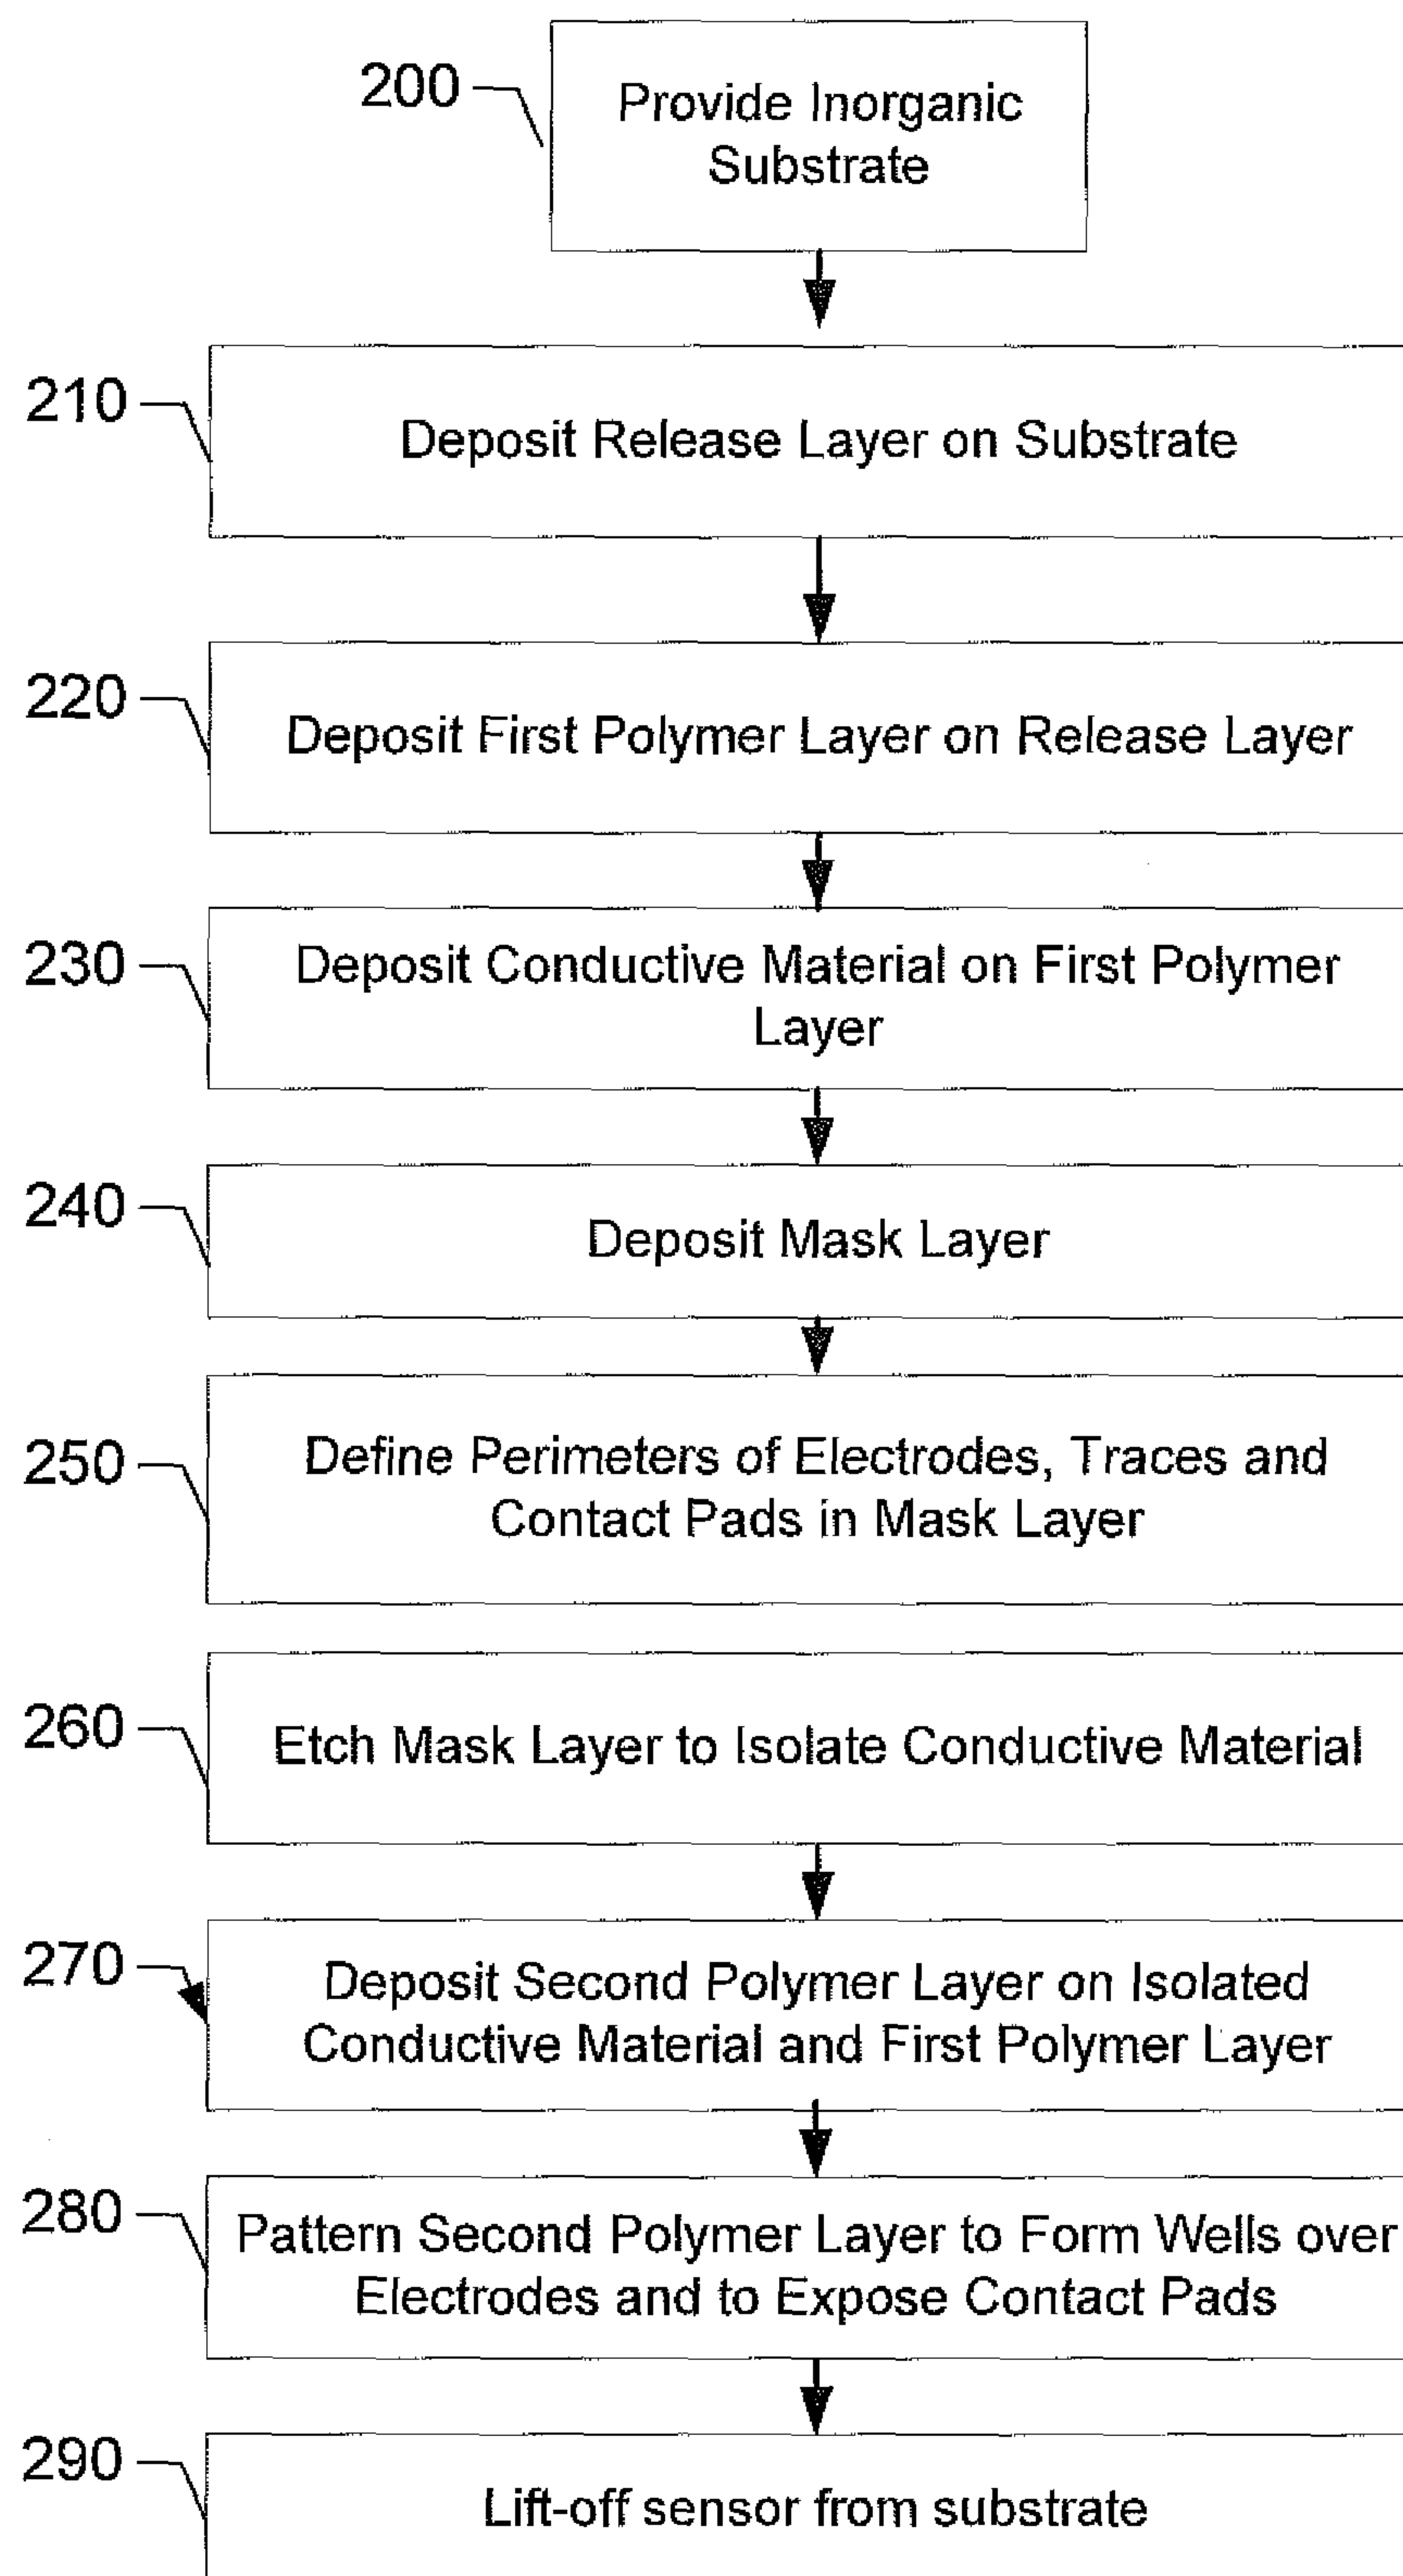 200
Provide Inorganic
Substrate
210
Deposit Release Layer on Substrate
220
Deposit First Polymer Layer on Release Layer
230
Deposit Conductive Material on First Polymer
Layer
240
Deposit Mask Layer
250
Define Perimeters of Electrodes, Traces and
Contact Pads in Mask Layer
260
Etch Mask Layer to Isolate Conductive Material
270
Deposit Second Polymer Layer on Isolated
Conductive Material and First Polymer Layer
280
Pattern Second Polymer Layer to Form Wells over
Electrodes and to Expose Contact Pads
290
Lift-off sensor from substrate